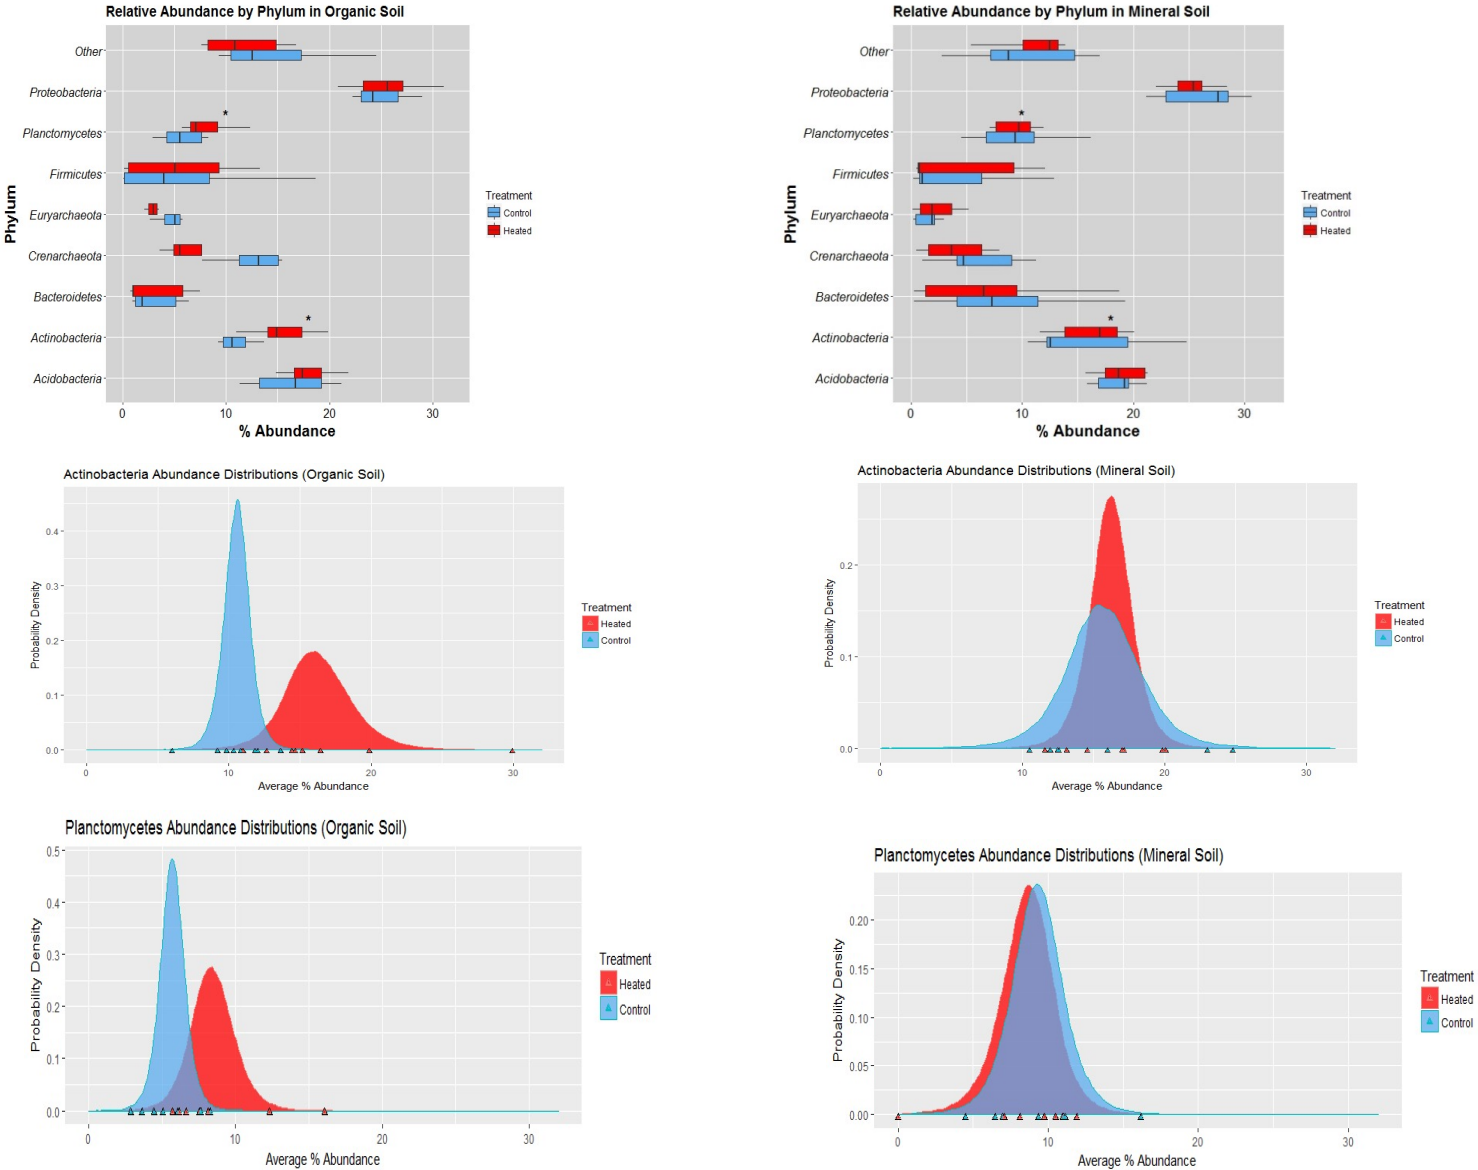 Relative Abundance by Phylum in Organic Soil
Phylum
Other
Proteobacteria
*
Planctomycetes
Firmicutes
Euryarchaeota
Crenarchaeota
Bacteroidetes
*
Actinobacteria
Acidobacteria
0 10 20 30
% Abundance
Treatment
Control
Heated
Relative Abundance by Phylum in Mineral Soil
Phylum
Other
Proteobacteria
*
Planctomycetes
Firmicutes
Euryarchaeota
Crenarchaeota
Bacteroidetes
*
Actinobacteria
Acidobacteria
0 10 20 30
% Abundance
Treatment
Control
Heated
Actinobacteria Abundance Distributions (Organic Soil)
Probability Density
0.4
0.3
0.2
0.1
0.0
0 10 20 30
Average % Abundance
Treatment
Heated
Control
Actinobacteria Abundance Distributions (Mineral Soil)
Probability Density
0.2
0.1
0.0
0 10 20 30
Average % Abundance
Treatment
Heated
Control
Planctomycetes Abundance Distributions (Organic Soil)
Probability Density
0.5
0.4
0.3
0.2
0.1
0.0
0 10 20 30
Average % Abundance
Treatment
Heated
Control
Planctomycetes Abundance Distributions (Mineral Soil)
Probability Density
0.20
0.15
0.10
0.05
0.00
0 10 20 30
Average % Abundance
Treatment
Heated
Control